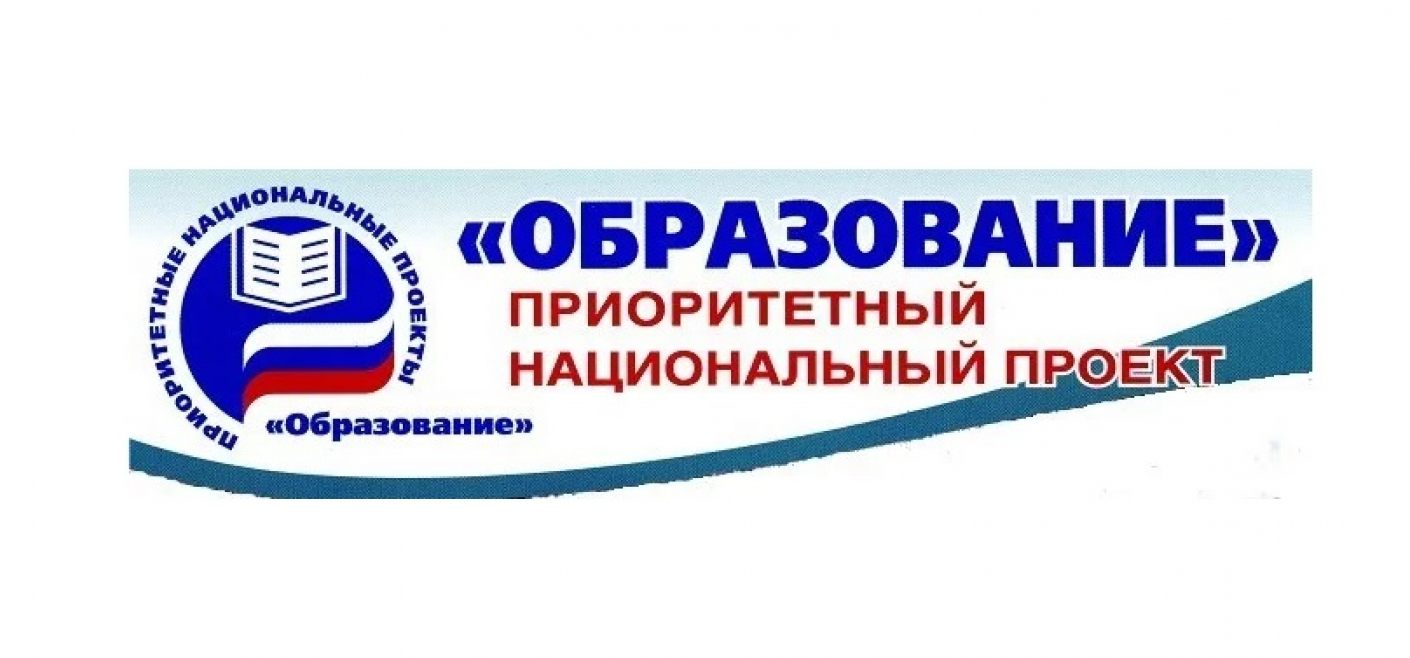 ПРИОРИТЕТНЫЕ НАЦИОНАЛЬНЫЕ ПРОЕКТЫ
«Образование»
«ОБРАЗОВАНИЕ»
ПРИОРИТЕТНЫЙ
НАЦИОНАЛЬНЫЙ ПРОЕКТ